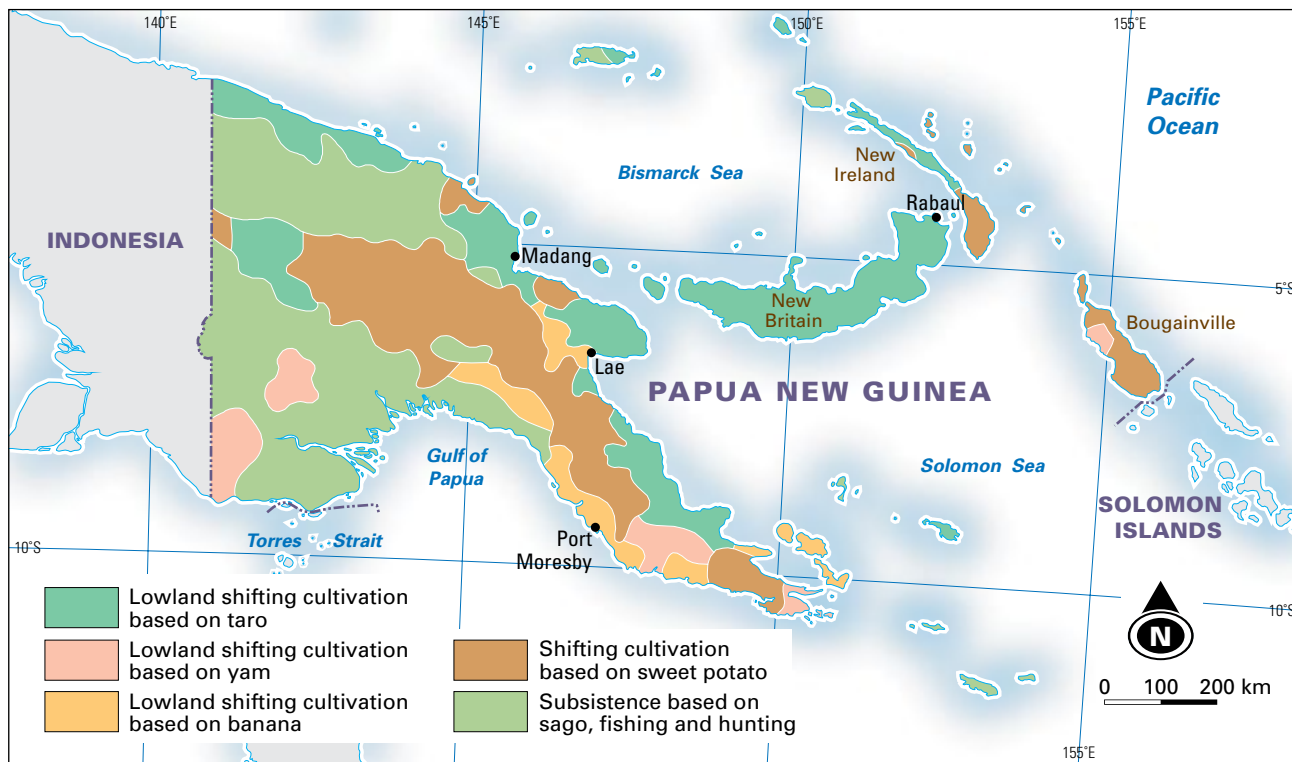 140°E
145°E
150°E
155°E
Pacific
Ocean
New
Ireland
Bismarck Sea
Rabaul
INDONESIA
Madang
New
Britain
5°S
Bougainville
Lae
PAPUA NEW GUINEA
Gulf of
Papua
Solomon Sea
SOLOMON
ISLANDS
Port
Moresby
Torres Strait
10°S
10°S
Lowland shifting cultivation
based on taro
Lowland shifting cultivation
based on yam
Lowland shifting cultivation
based on banana
Shifting cultivation
based on sweet potato
Subsistence based on
sago, fishing and hunting
N
0 100 200 km
155°E